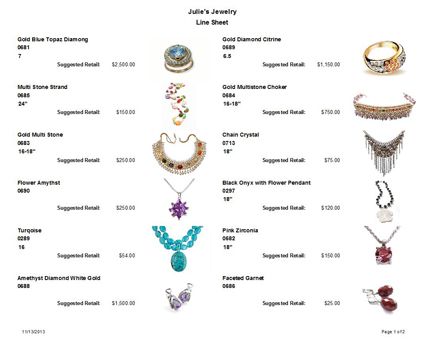 Julie's Jewelry
Line Sheet
Gold Blue Topaz Diamong
0681
7
Suggested Retail: $2,500.00
Gold Diamond Citrine
0689
6.5
Suggested Retail: $1,150.00
Multi Stone Strand
0685
24"
Suggested Retail: $150.00
Gold Multistone Choker
0684
16-18"
Suggested Retail: $750.00
Gold Multi Stone
0683
16-18"
Suggested Retail: $250.00
Chain Crystal
0713
18"
Suggested Retail: $75.00
Flower Amythst
0690
Suggested Retail: $250.00
Black Onyx with Flower Pendant
0297
18"
Suggested Retail: $120.00
Turqoise
0289
16
Suggested Retail: $54.00
Pink Zirconia
0682
18"
Suggested Retail: $150.00
Amethyst Diamond White Gold
0688
Suggested Retail: $1,500.00
Faceted Garnet
0686
Suggested Retail: $25.00
11/13/2013
Page 1 of 2